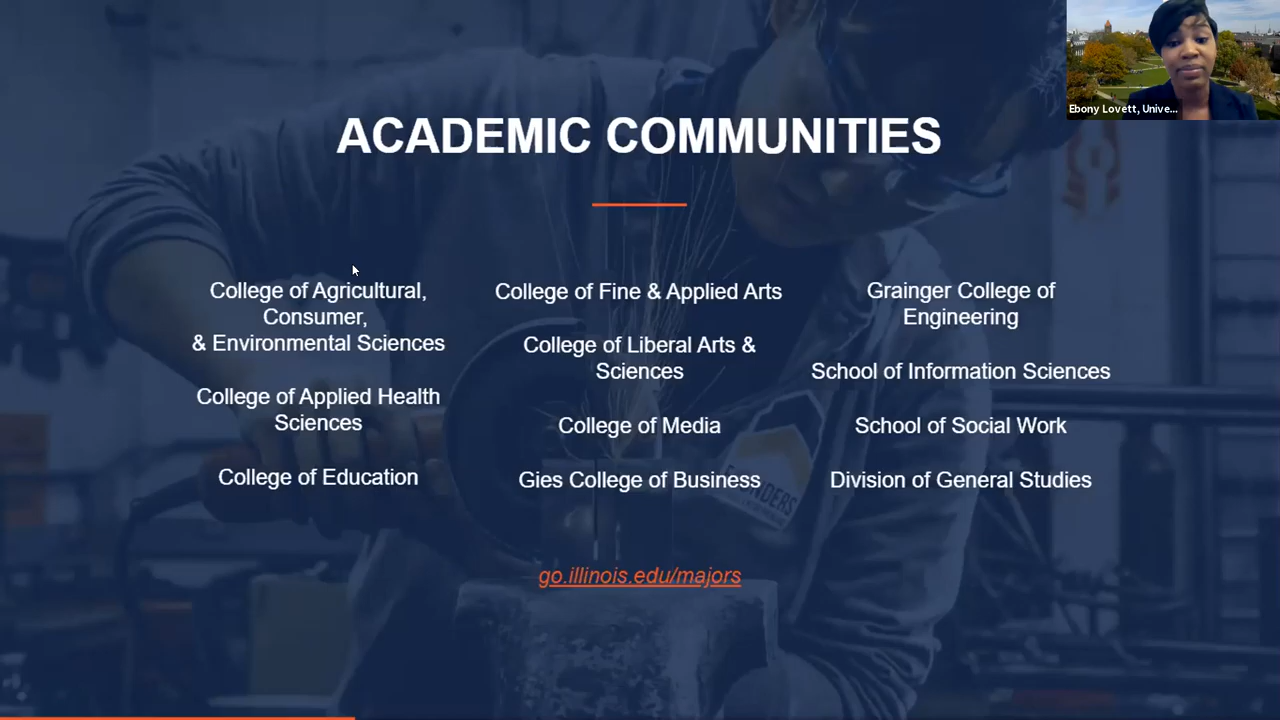 Ebony Lovett, Unive...
ACADEMIC COMMUNITIES
College of Agricultural,
Consumer,
& Environmental Sciences
College of Applied Health
Sciences
College of Education
College of Fine & Applied Arts
College of Liberal Arts &
Sciences
College of Media
Gies College of Business
Grainger College of
Engineering
School of Information Sciences
School of Social Work
Division of General Studies
go.illinois.edu/majors